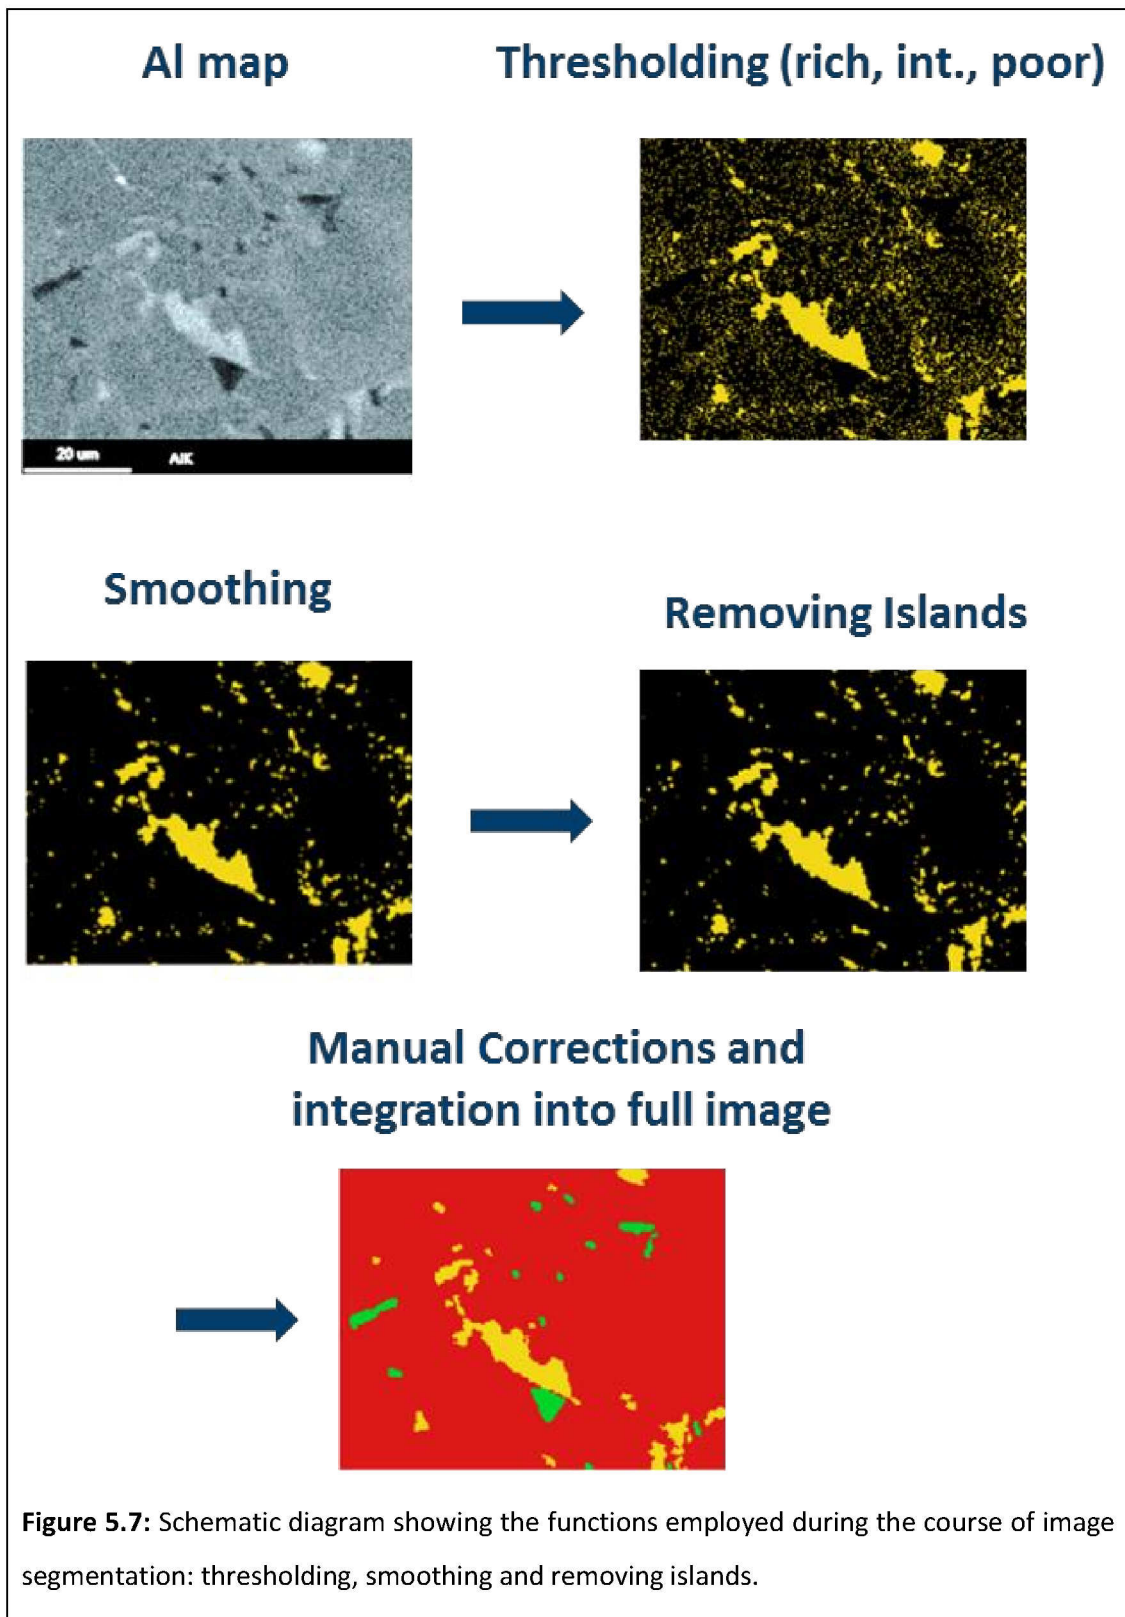 Al map
Thresholding (rich, int., poor)
20 um
AlK
Smoothing
Removing Islands
Manual Corrections and
integration into full image
Figure 5.7: Schematic diagram showing the functions employed during the course of image
segmentation: thresholding, smoothing and removing islands.